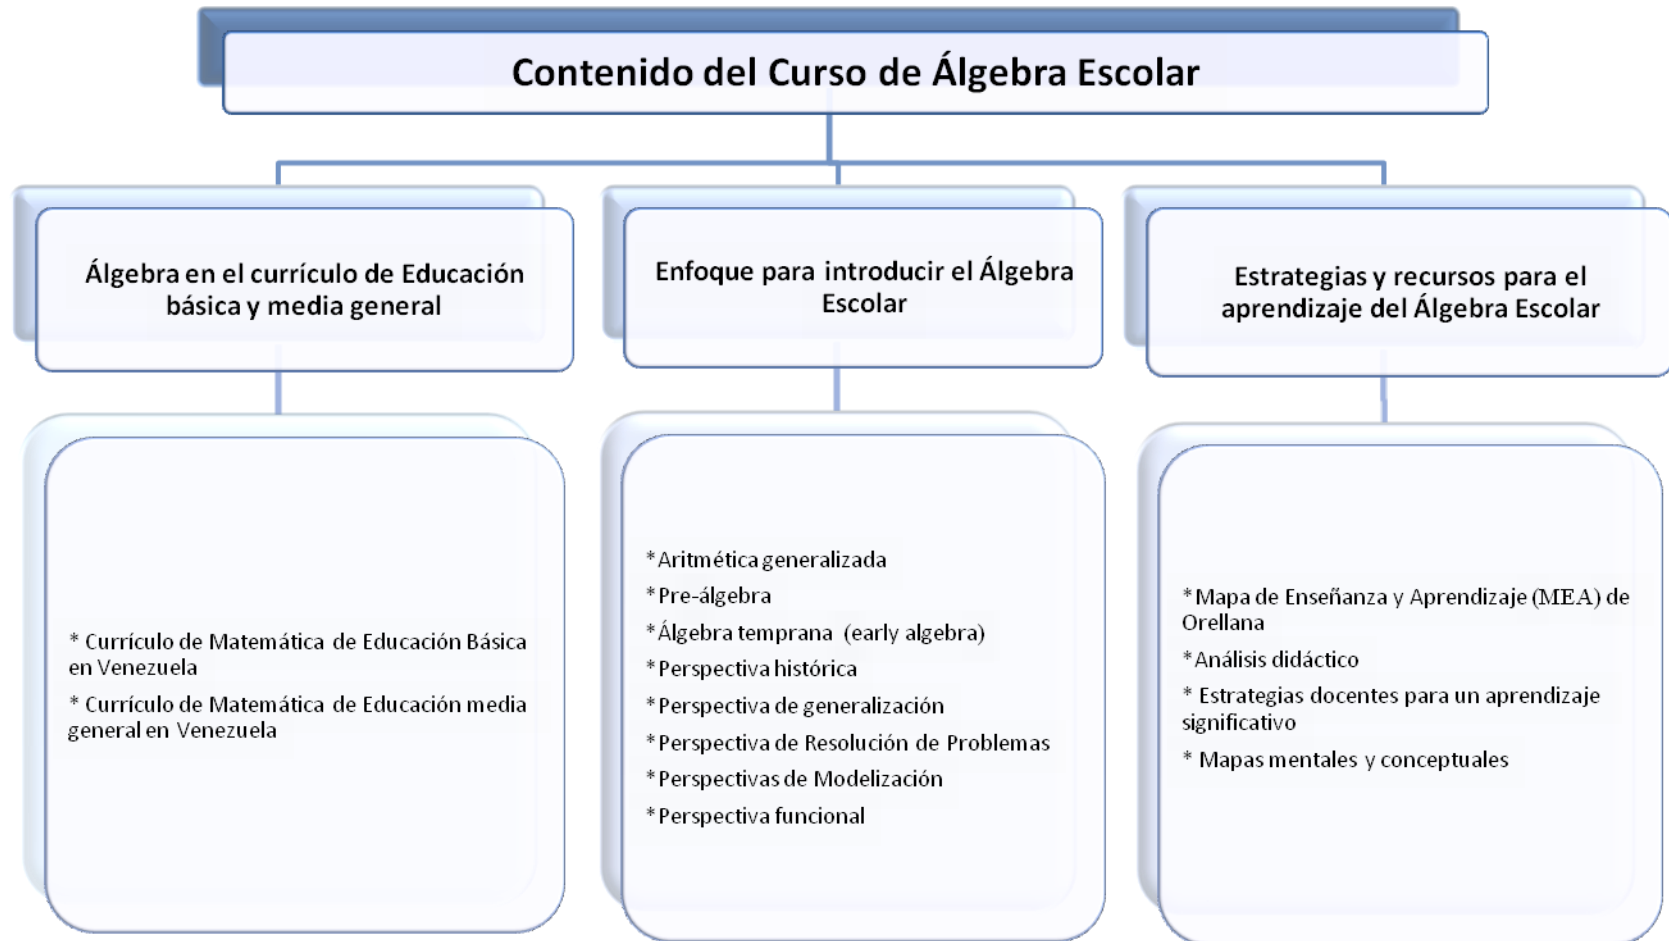 Contenido del Curso de Álgebra Escolar
Álgebra en el currículo de Educación
básica y media general
Enfoque para introducir el Álgebra
Escolar
Estrategias y recursos para el
aprendizaje del Álgebra Escolar
* Currículo de Matemática de Educación Básica
en Venezuela
* Currículo de Matemática de Educación media
general en Venezuela
*Aritmética generalizada
*Pre-álgebra
*Álgebra temprana (early algebra)
*Perspectiva histórica
*Perspectiva de generalización
*Perspectiva de Resolución de Problemas
*Perspectivas de Modelización
*Perspectiva funcional
*Mapa de Enseñanza y Aprendizaje (MEA) de
Orellana
*Análisis didáctico
* Estrategias docentes para un aprendizaje
significativo
* Mapas mentales y conceptuales